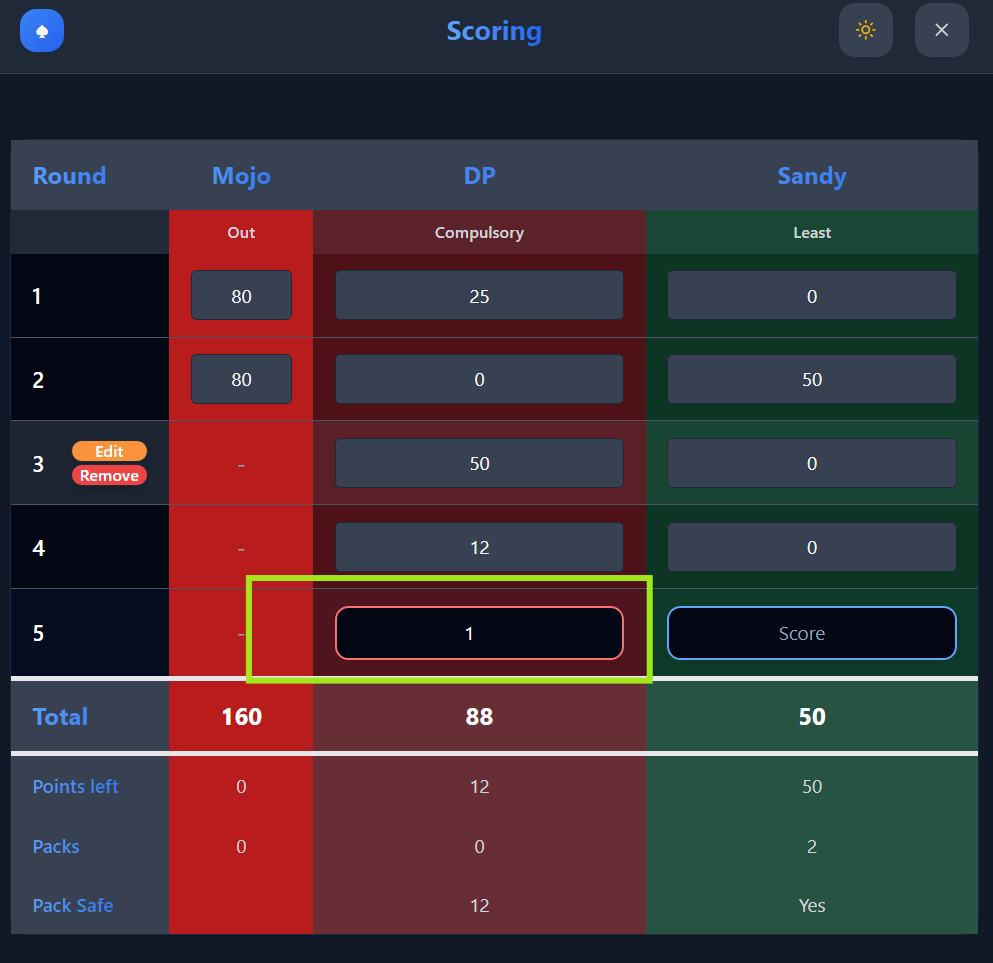 Scoring
Round Mojo DP Sandy
Out Compulsory Least
1 80 25 0
2 80 0 50
3 Edit Remove - 50 0
4 - 12 0
5 - 1 Score
Total 160 88 50
Points left 0 12 50
Packs 0 0 2
Pack Safe 12 Yes